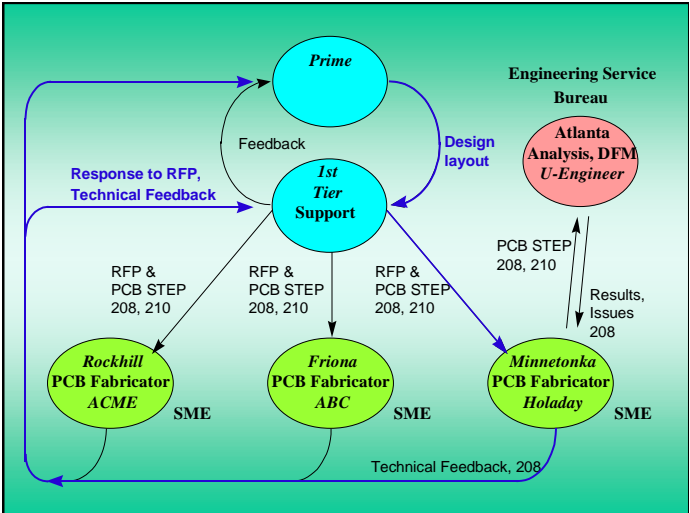 Prime
Engineering Service
Bureau
Atlanta
Analysis, DFM
U-Engineer
Feedback
Design
layout
Response to RFP,
Technical Feedback
1st
Tier
Support
PCB STEP
208, 210
RFP &
PCB STEP
208, 210
RFP &
PCB STEP
208, 210
RFP &
PCB STEP
208, 210
Results,
Issues
208
Rockhill
PCB Fabricator
ACME
SME
Friona
PCB Fabricator
ABC
SME
Minnetonka
PCB Fabricator
Holaday
SME
Technical Feedback, 208